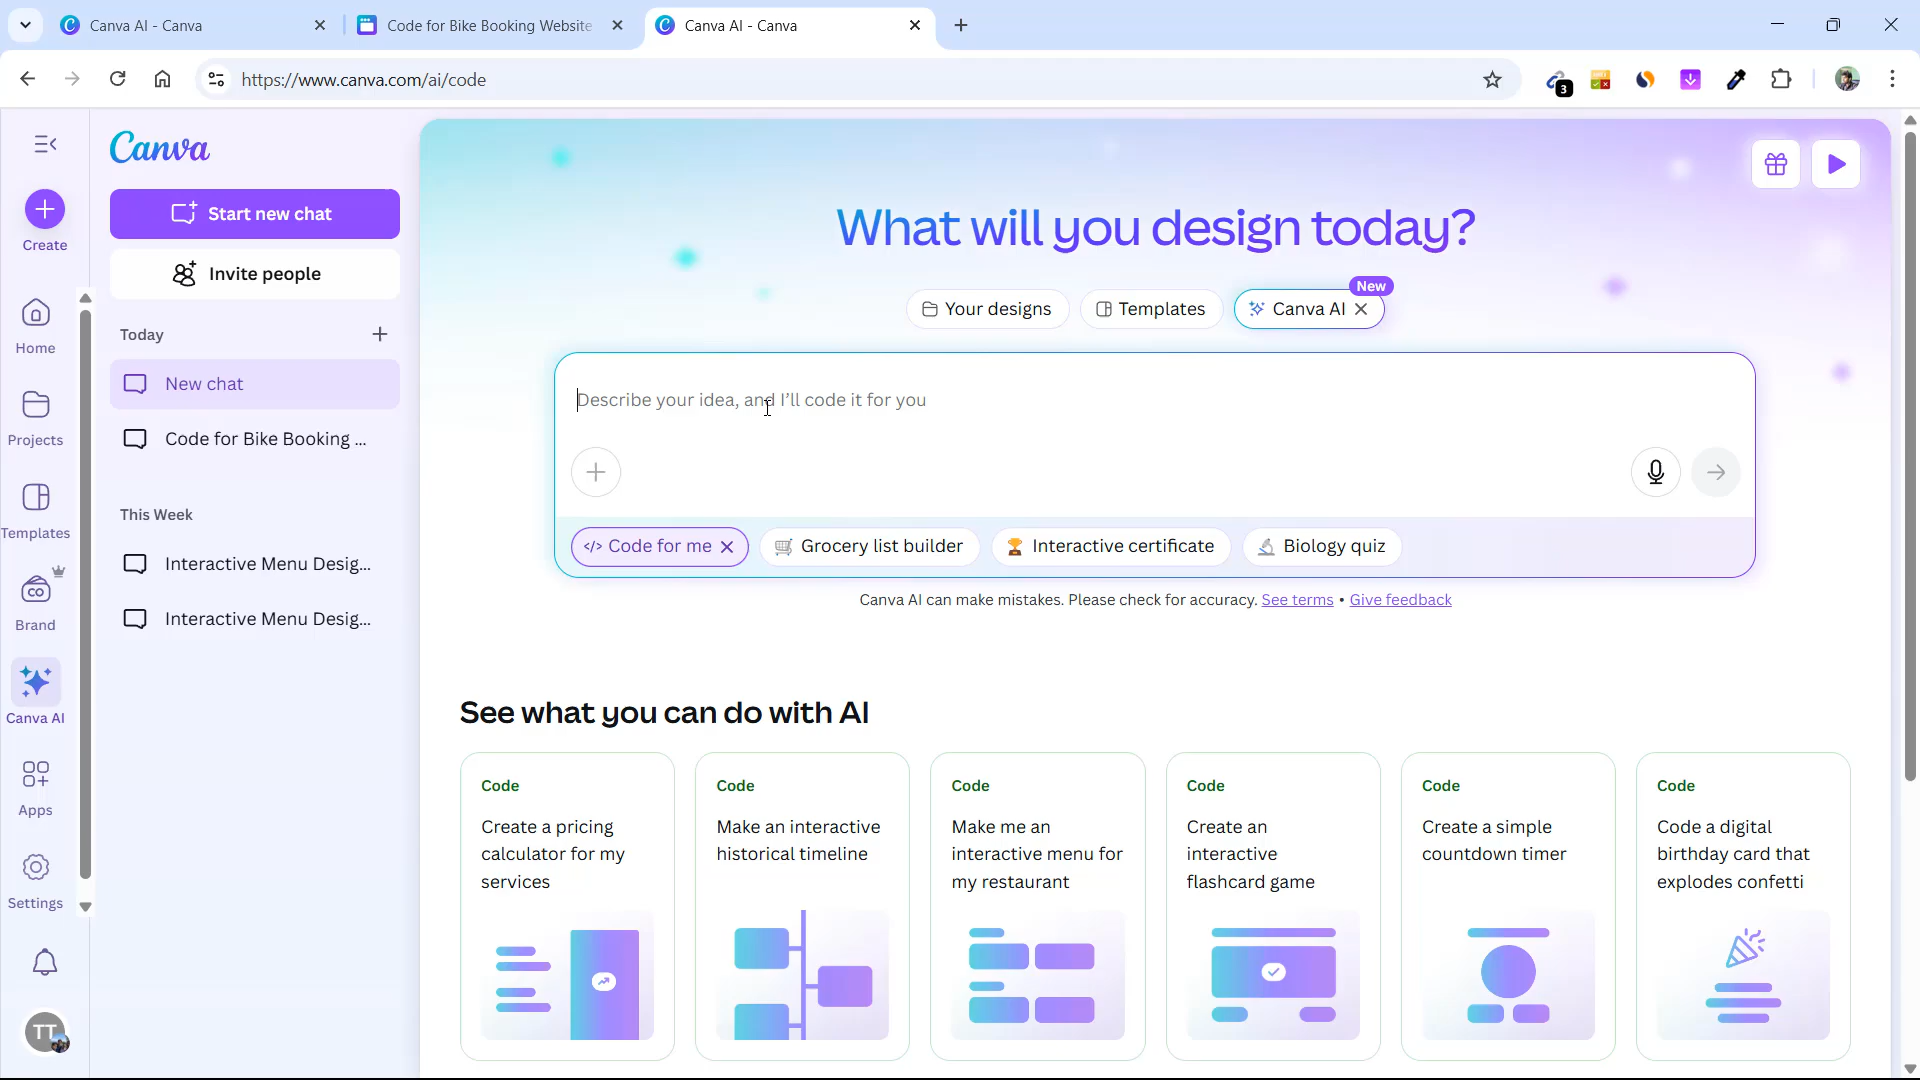 Canva AI - Canva
Code for Bike Booking Website
Canva AI - Canva
https://www.canva.com/ai/code
3
Create
Home
Projects
Templates
CO
Brand
Canva AI
Apps
Settings
TT
Canva
Start new chat
Invite people
Today
New chat
Code for Bike Booking ...
This Week
Interactive Menu Desig...
Interactive Menu Desig...
What will you design today?
Your designs
Templates
Canva AI
New
Describe your idea, and I'll code it for you
</> Code for me
Grocery list builder
Interactive certificate
Biology quiz
Canva AI can make mistakes. Please check for accuracy. See terms • Give feedback
See what you can do with AI
Code
Create a pricing
calculator for my
services
Code
Make an interactive
historical timeline
Code
Make me an
interactive menu for
my restaurant
Code
Create an
interactive
flashcard game
Code
Create a simple
countdown timer
Code
Code a digital
birthday card that
explodes confetti